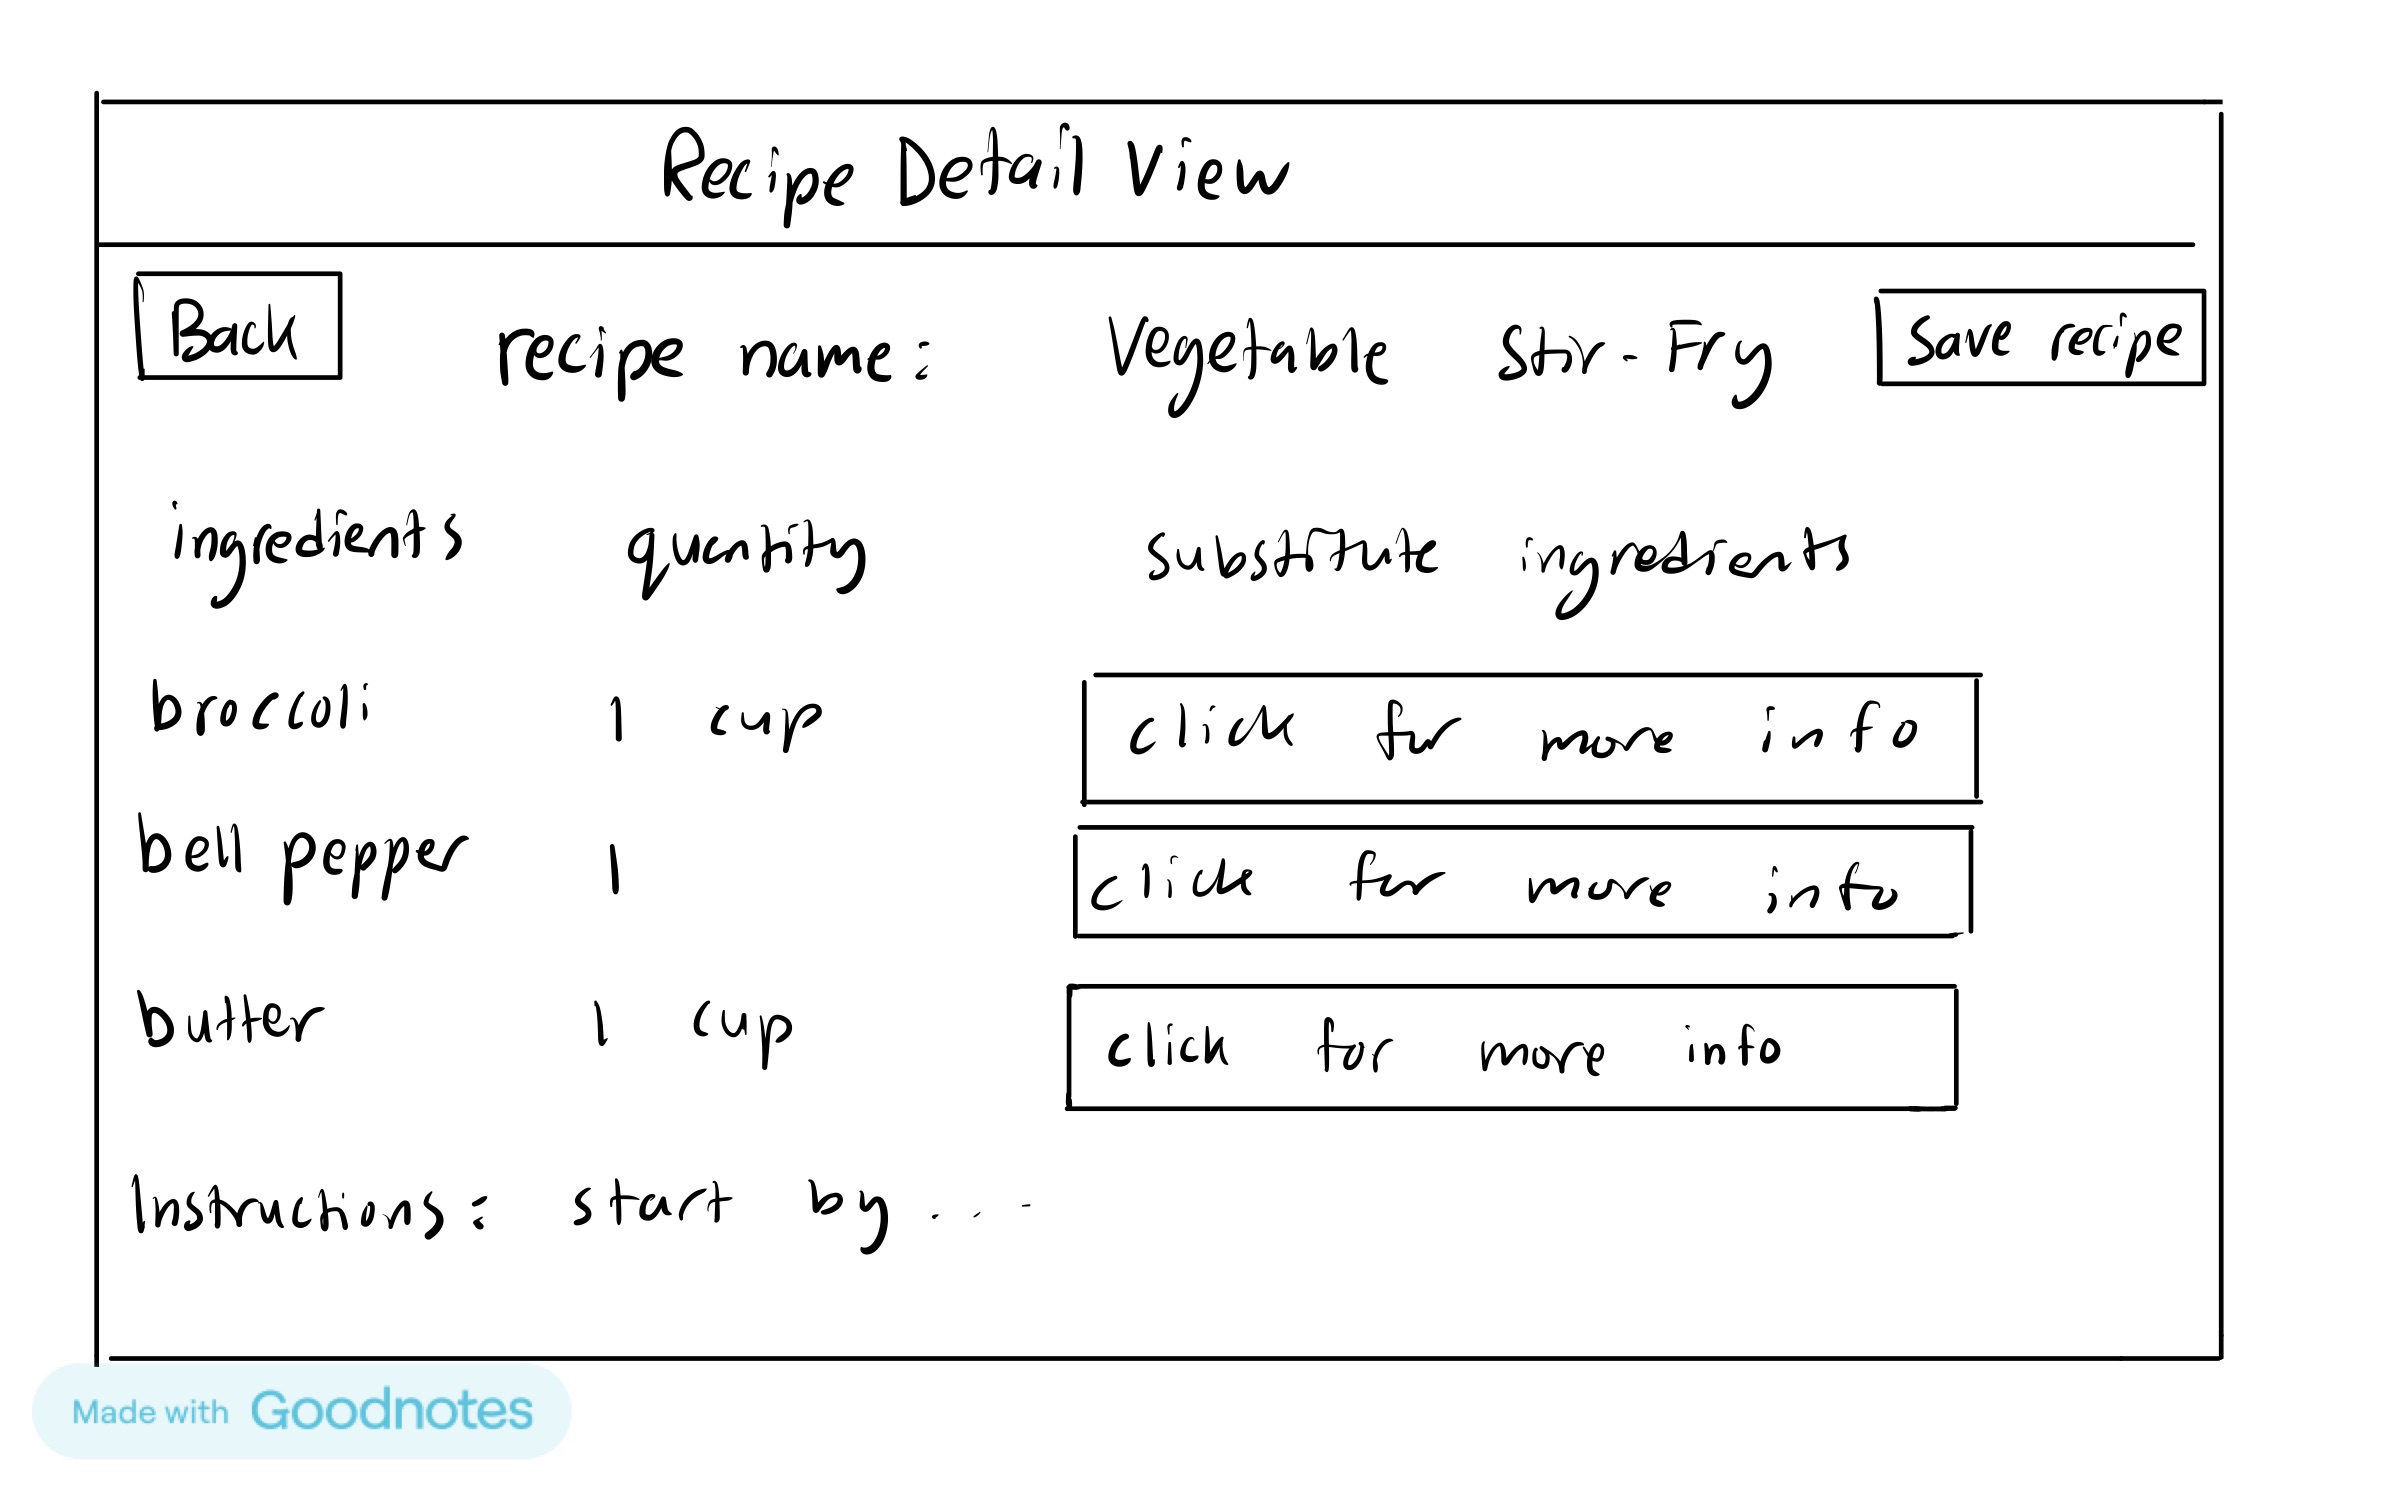 Recipe Detail View
Back recipe name: Vegetable Str-Fry save recipe
ingredients quantity substitute ingredients
broccoli 1 cup click for more info
bell pepper 1 click for more info
butter 1 cup click for more info
Instructions: start by...
Made with Goodnotes